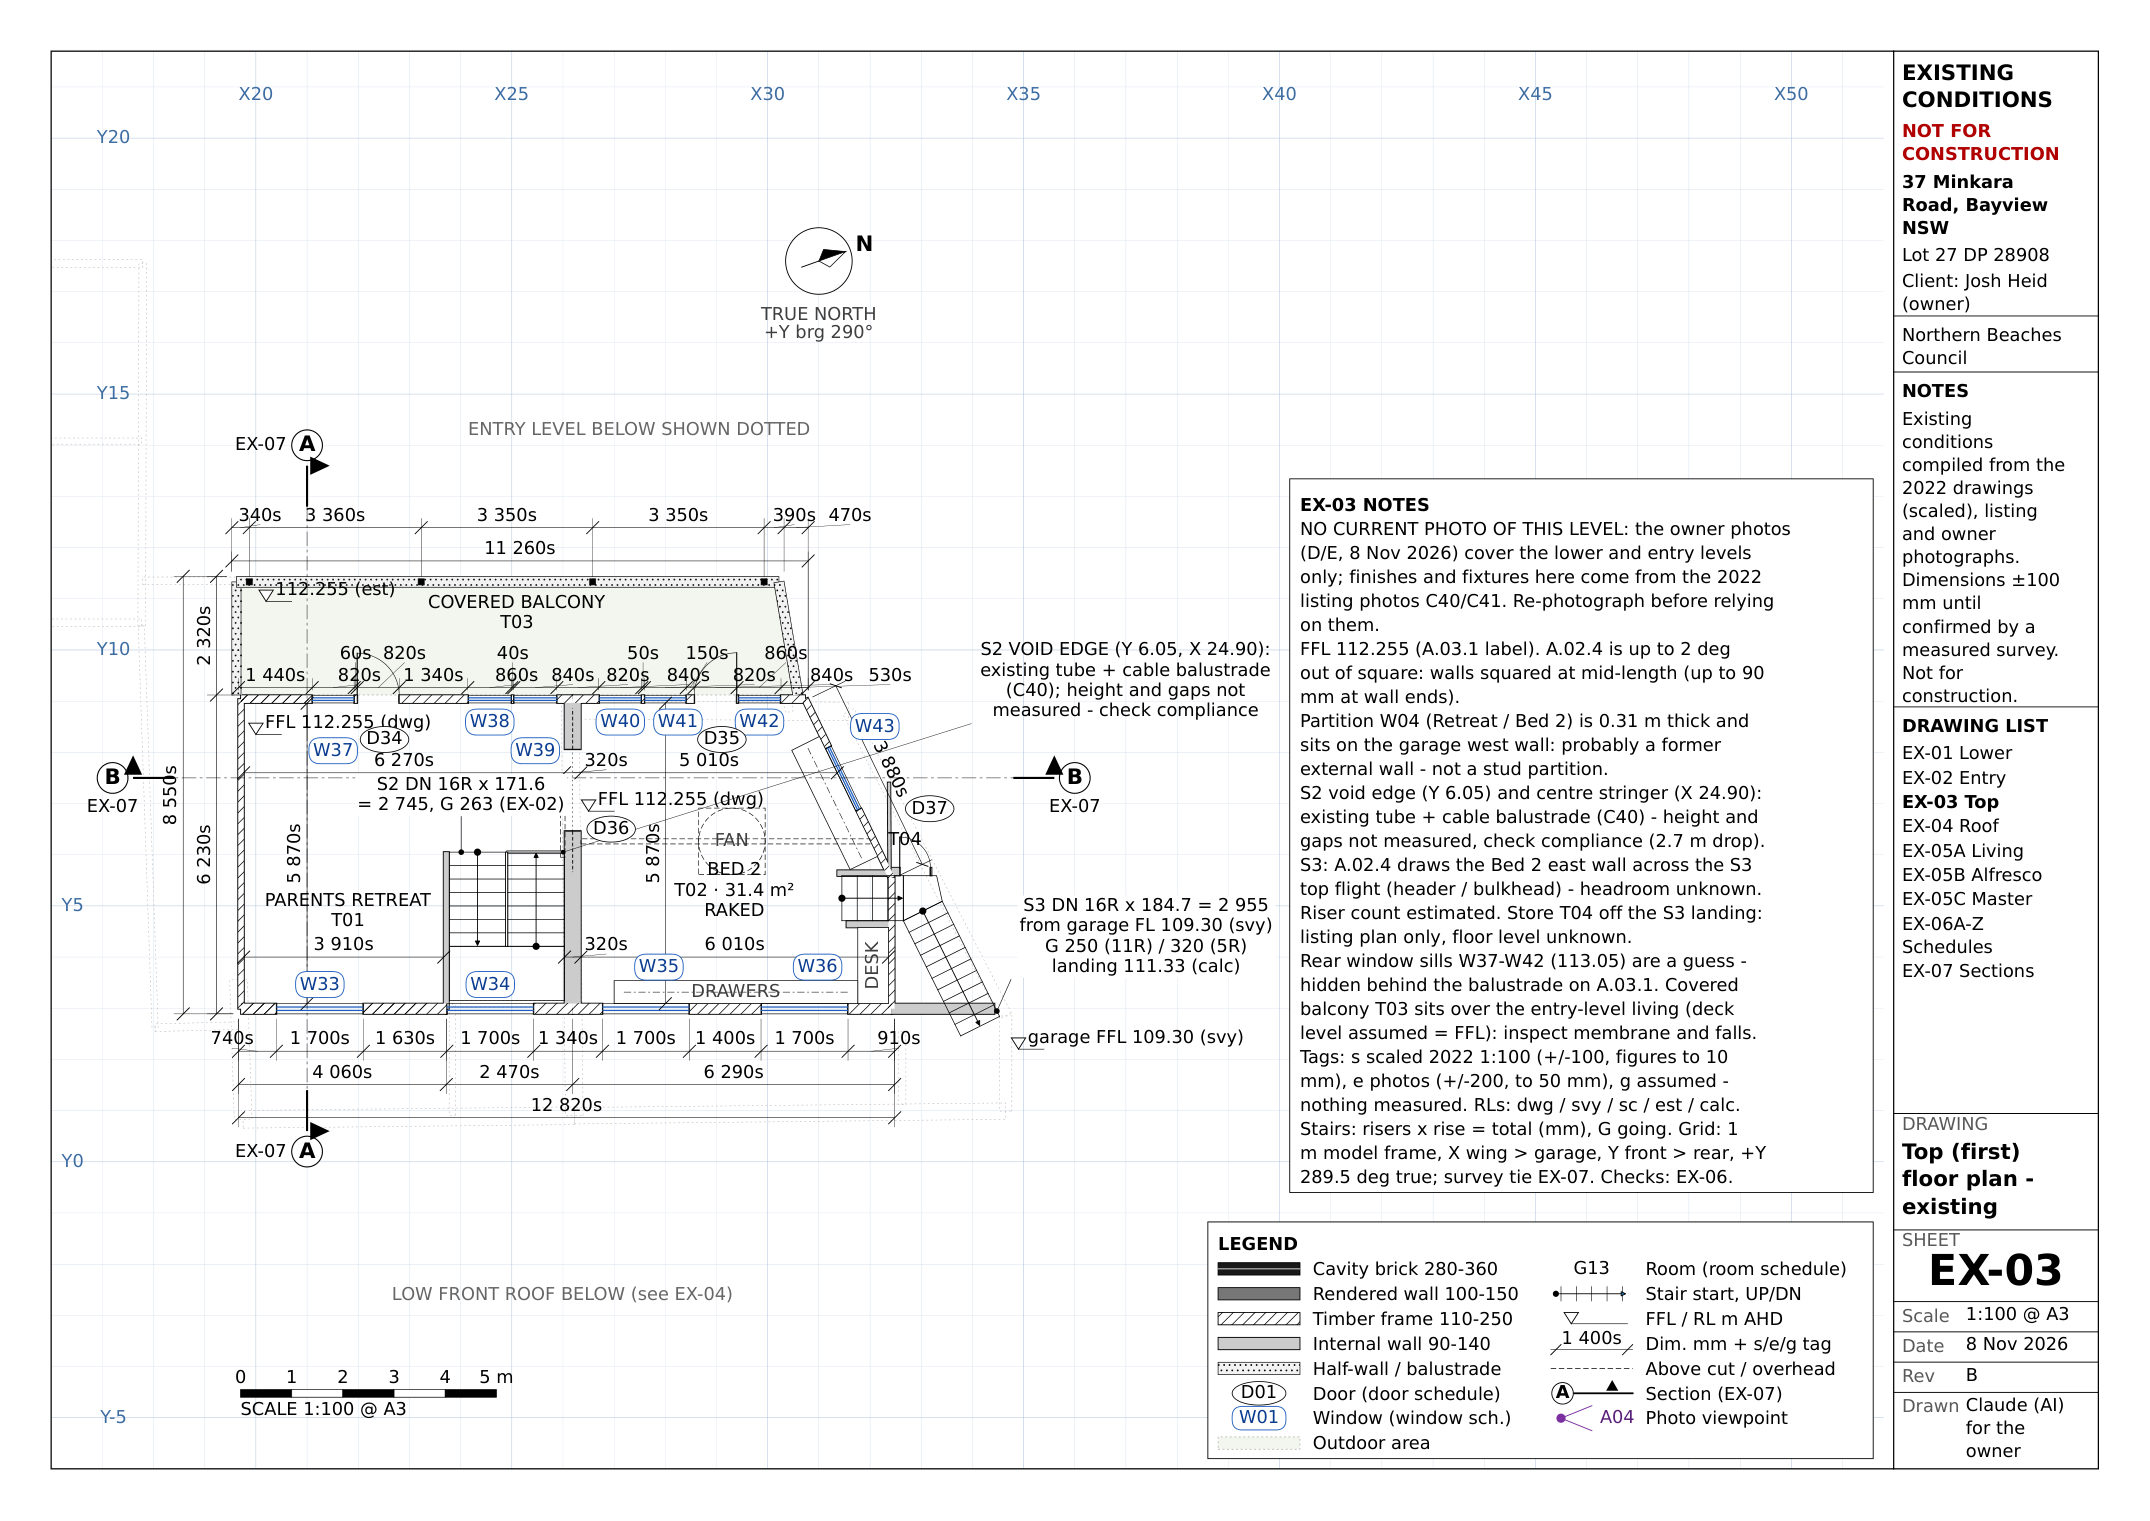 X20 X25 X30 X35 X40 X45 X50
Y20
Y15
Y10
Y5
Y0
Y-5
N
TRUE NORTH
+Y brg 290°
ENTRY LEVEL BELOW SHOWN DOTTED
EX-07 A
340s 3 360s 3 350s 3 350s 390s 470s
11 260s
112.255 (est)
COVERED BALCONY
T03
2 320s
60s 820s 40s 50s 150s 860s
1 440s 820s 1 340s 860s 840s 820s 840s 820s 840s 530s
FFL 112.255 (dwg)
W38 W40 W41 W42 W43
D34 D35
W37 W39
6 270s 320s 5 010s
3 880s
B
EX-07
B
EX-07
8 550s
S2 DN 16R x 171.6
= 2 745, G 263 (EX-02)
FFL 112.255 (dwg)
D36
D37
FAN
T04
6 230s
5 870s
5 870s
BED 2
T02 · 31.4 m²
RAKED
PARENTS RETREAT
T01
3 910s 320s 6 010s
W33 W34 W35 W36
DESK
DRAWERS
S2 VOID EDGE (Y 6.05, X 24.90):
existing tube + cable balustrade
(C40); height and gaps not
measured - check compliance
S3 DN 16R x 184.7 = 2 955
from garage FL 109.30 (svy)
G 250 (11R) / 320 (5R)
landing 111.33 (calc)
garage FFL 109.30 (svy)
740s 1 700s 1 630s 1 700s 1 340s 1 700s 1 400s 1 700s 910s
4 060s 2 470s 6 290s
12 820s
EX-07 A
LOW FRONT ROOF BELOW (see EX-04)
0 1 2 3 4 5 m
SCALE 1:100 @ A3
EX-03 NOTES
NO CURRENT PHOTO OF THIS LEVEL: the owner photos
(D/E, 8 Nov 2026) cover the lower and entry levels
only; finishes and fixtures here come from the 2022
listing photos C40/C41. Re-photograph before relying
on them.
FFL 112.255 (A.03.1 label). A.02.4 is up to 2 deg
out of square: walls squared at mid-length (up to 90
mm at wall ends).
Partition W04 (Retreat / Bed 2) is 0.31 m thick and
sits on the garage west wall: probably a former
external wall - not a stud partition.
S2 void edge (Y 6.05) and centre stringer (X 24.90):
existing tube + cable balustrade (C40) - height and
gaps not measured, check compliance (2.7 m drop).
S3: A.02.4 draws the Bed 2 east wall across the S3
top flight (header / bulkhead) - headroom unknown.
Riser count estimated. Store T04 off the S3 landing:
listing plan only, floor level unknown.
Rear window sills W37-W42 (113.05) are a guess -
hidden behind the balustrade on A.03.1. Covered
balcony T03 sits over the entry-level living (deck
level assumed = FFL): inspect membrane and falls.
Tags: s scaled 2022 1:100 (+/-100, figures to 10
mm), e photos (+/-200, to 50 mm), g assumed -
nothing measured. RLs: dwg / svy / sc / est / calc.
Stairs: risers x rise = total (mm), G going. Grid: 1
m model frame, X wing > garage, Y front > rear, +Y
289.5 deg true; survey tie EX-07. Checks: EX-06.
LEGEND
Cavity brick 280-360
Rendered wall 100-150
Timber frame 110-250
Internal wall 90-140
Half-wall / balustrade
D01 Door (door schedule)
W01 Window (window sch.)
Outdoor area
G13 Room (room schedule)
Stair start, UP/DN
FFL / RL m AHD
1 400s Dim. mm + s/e/g tag
Above cut / overhead
A Section (EX-07)
A04 Photo viewpoint
EXISTING
CONDITIONS
NOT FOR
CONSTRUCTION
37 Minkara
Road, Bayview
NSW
Lot 27 DP 28908
Client: Josh Heid
(owner)
Northern Beaches
Council
NOTES
Existing
conditions
compiled from the
2022 drawings
(scaled), listing
and owner
photographs.
Dimensions ±100
mm until
confirmed by a
measured survey.
Not for
construction.
DRAWING LIST
EX-01 Lower
EX-02 Entry
EX-03 Top
EX-04 Roof
EX-05A Living
EX-05B Alfresco
EX-05C Master
EX-06A-Z
Schedules
EX-07 Sections
DRAWING
Top (first)
floor plan -
existing
SHEET
EX-03
Scale 1:100 @ A3
Date 8 Nov 2026
Rev B
Drawn Claude (AI)
for the
owner